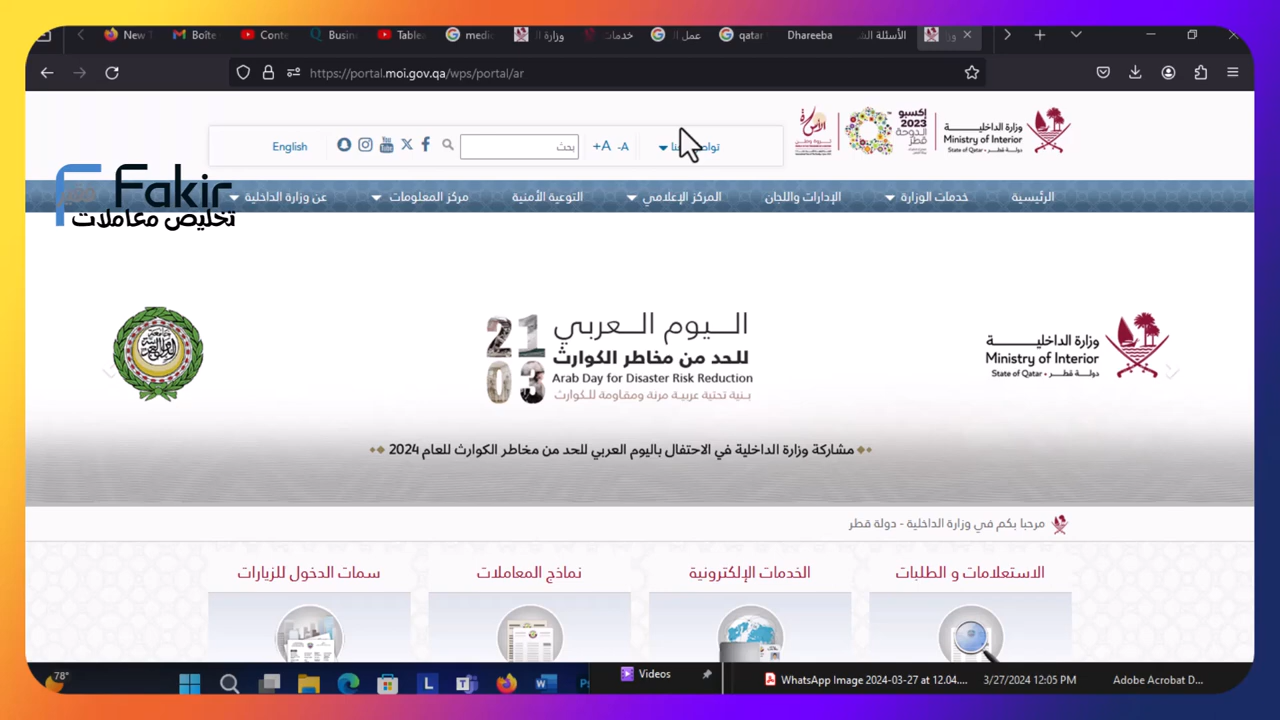 New
Boîte
Conte
Busin
Table
medic
وزارة ال
خدمات
عمل ال
qatar
Dhareeba
الأسئلة الش
https://portal.moi.gov.qa/wps/portal/ar
وزارة الداخلية
Ministry of Interior
State of Qatar • دولة قطر
إكسبو
2023
الدوحة
قطر
A- A+
بحث
English
الرئيسية
خدمات الوزارة
الإدارات واللجان
المركز الإعلامي
التوعية الأمنية
مركز المعلومات
عن وزارة الداخلية
Fakir
تخليص معاملات
وزارة الداخلية
Ministry of Interior
State of Qatar • دولة قطر
21
03
اليوم العربي
للحد من مخاطر الكوارث
Arab Day for Disaster Risk Reduction
بنية تحتية عربية مرنة ومقاومة للكوارث
مشاركة وزارة الداخلية في الاحتفال باليوم العربي للحد من مخاطر الكوارث للعام 2024
مرحبا بكم في وزارة الداخلية - دولة قطر
الاستعلامات و الطلبات
الخدمات الإلكترونية
نماذج المعاملات
سمات الدخول للزيارات
78°
Videos
WhatsApp Image 2024-03-27 at 12.04....
3/27/2024 12:05 PM
Adobe Acrobat D...